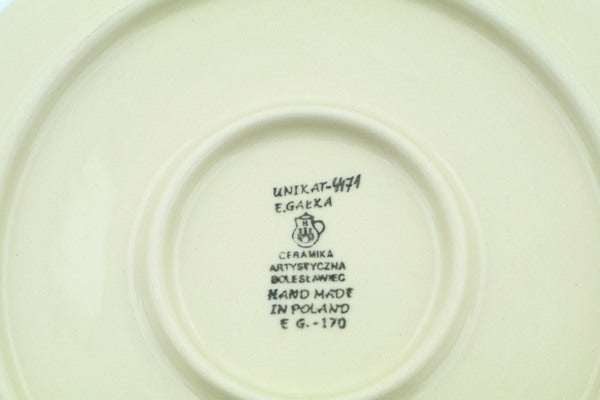 UNIKAT-4171
E.GAŁKA
CERAMIKA
ARTYSTYCZNA
BOLESŁAWIEC
HAND MADE
IN POLAND
E G.-170